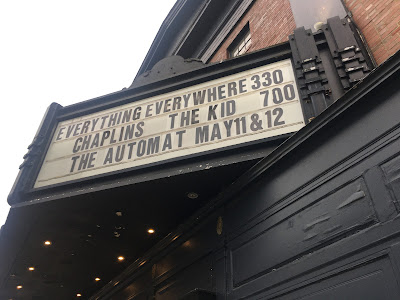 EVERYTHING EVERYWHERE 330
CHAPLINS THE KID 700
THE AUTOMAT MAY 11 & 12